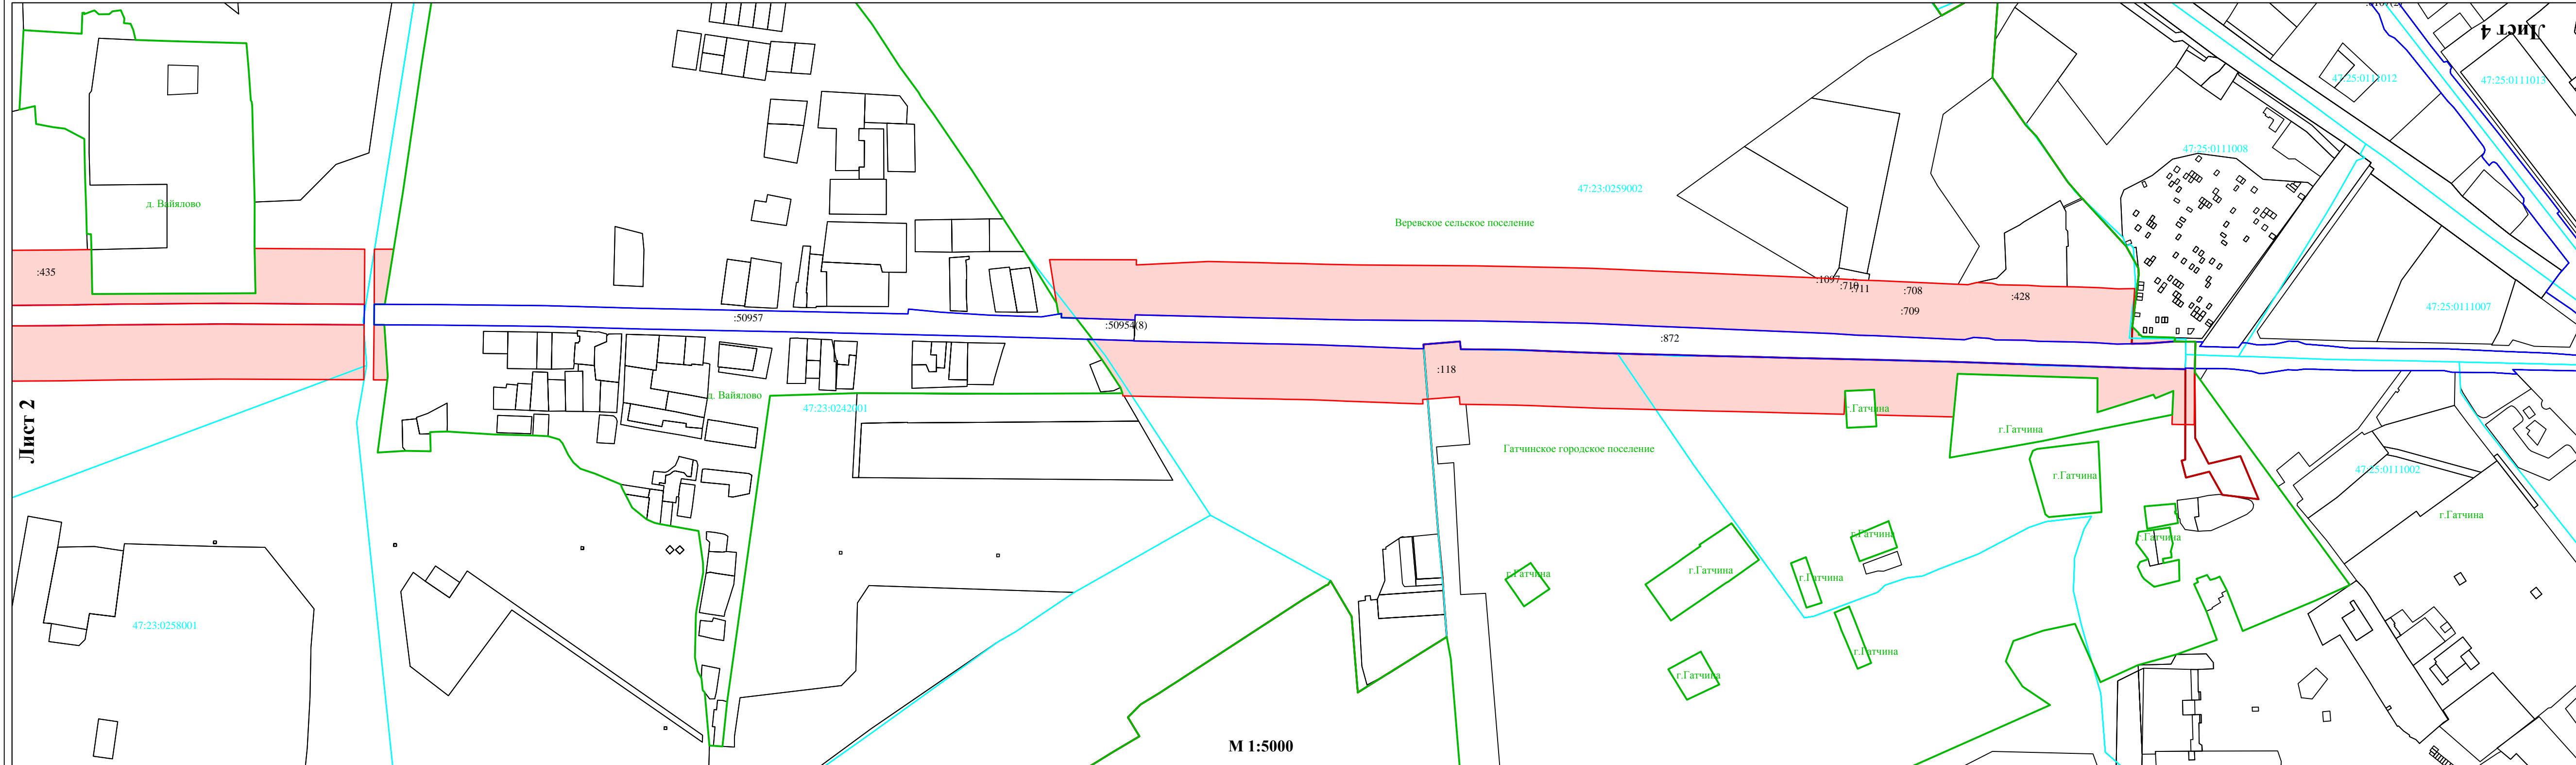 Лист 4
47:25:0111012
47:25:0111013
47:25:0111008
47:23:0259002
д. Вайялово
Веревское сельское поселение
:435
:1097
:710
:711
:708
:428
:709
47:25:0111007
:50957
:50954(8)
:872
:118
д. Вайялово
47:23:0242001
г.Гатчина
г.Гатчина
Лист 2
Гатчинское городское поселение
47:25:0111002
г.Гатчина
г.Гатчина
г.Гатчина
г.Гатчина
г.Гатчина
г.Гатчина
г.Гатчина
47:23:0258001
г.Гатчина
г.Гатчина
М 1:5000